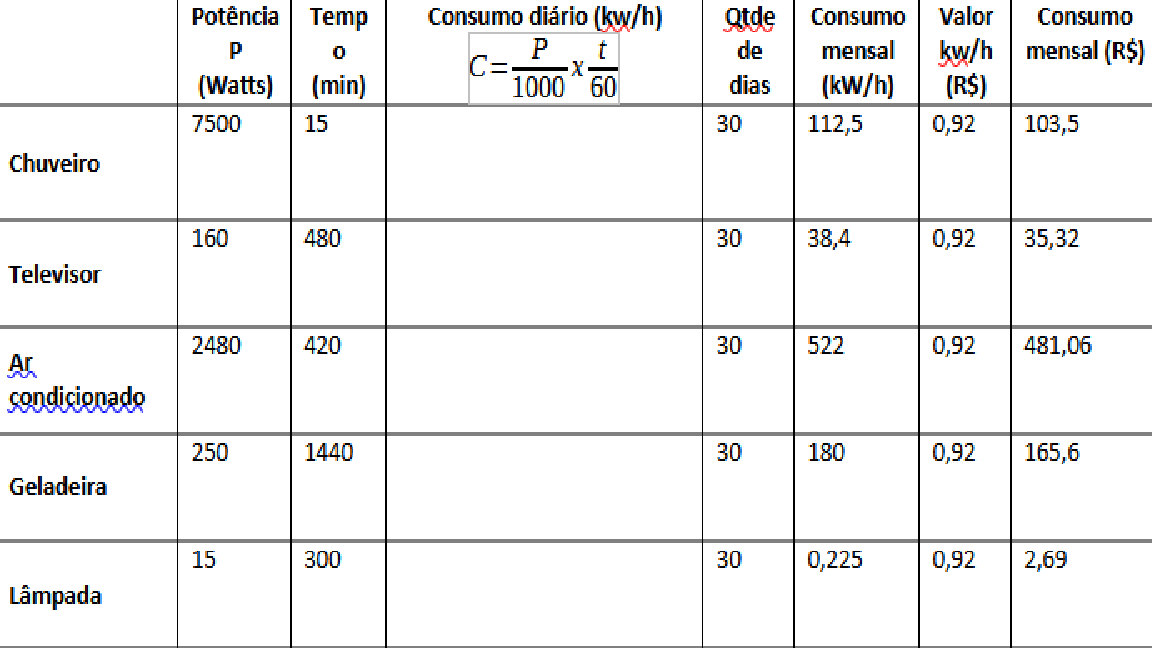 Potência Temp Consumo diário (kw/h) Qtde Consumo Valor Consumo
P o C = P/1000 x t/60 de mensal kw/h mensal (R$)
(Watts) (min) dias (kW/h) (R$)
Chuveiro 7500 15 30 112,5 0,92 103,5
Televisor 160 480 30 38,4 0,92 35,32
Ar 2480 420 30 522 0,92 481,06
condicionado
Geladeira 250 1440 30 180 0,92 165,6
Lâmpada 15 300 30 0,225 0,92 2,69